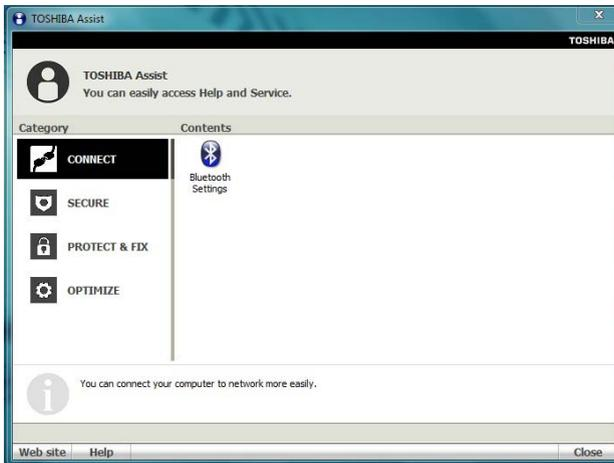 TOSHIBA Assist
x
TOSHIBA
TOSHIBA Assist
You can easily access Help and Service.
Category
Contents
CONNECT
Bluetooth
Settings
SECURE
PROTECT & FIX
OPTIMIZE
You can connect your computer to network more easily.
Web site
Help
Close